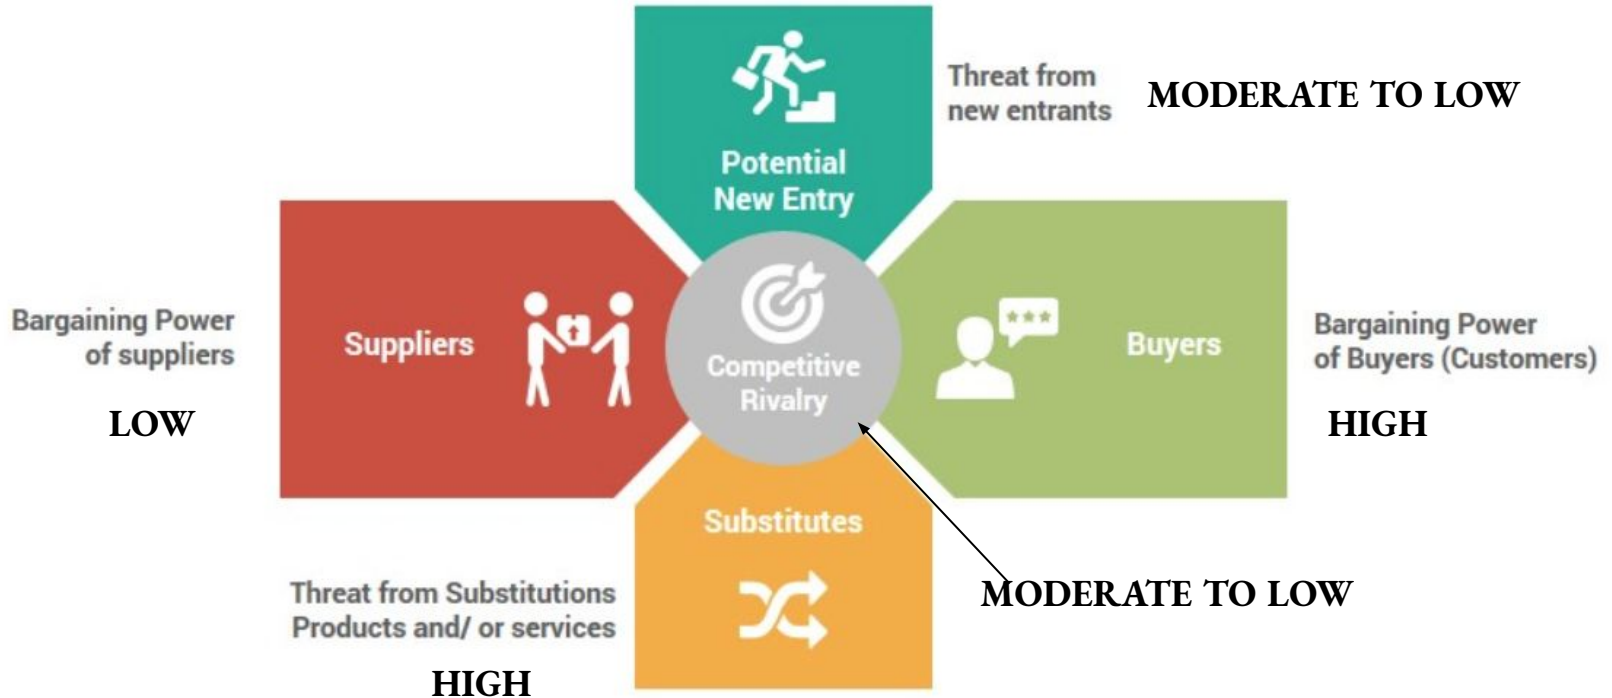 Threat from
new entrants
MODERATE TO LOW
Potential
New Entry
Bargaining Power
of suppliers
LOW
Suppliers
Competitive
Rivalry
Buyers
Bargaining Power
of Buyers (Customers)
HIGH
Substitutes
Threat from Substitutions
Products and/ or services
HIGH
MODERATE TO LOW